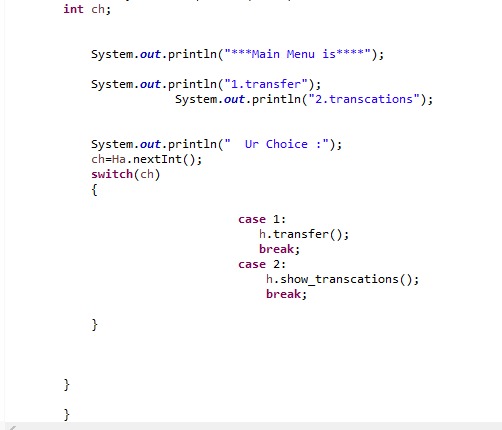 int ch;
System.out.println("***Main Menu is****");
System.out.println("1.transfer");
System.out.println("2.transcations");
System.out.println("  Ur Choice :");
ch=Ha.nextInt();
switch(ch)
{
case 1:
h.transfer();
break;
case 2:
h.show_transcations();
break;
}
}
}